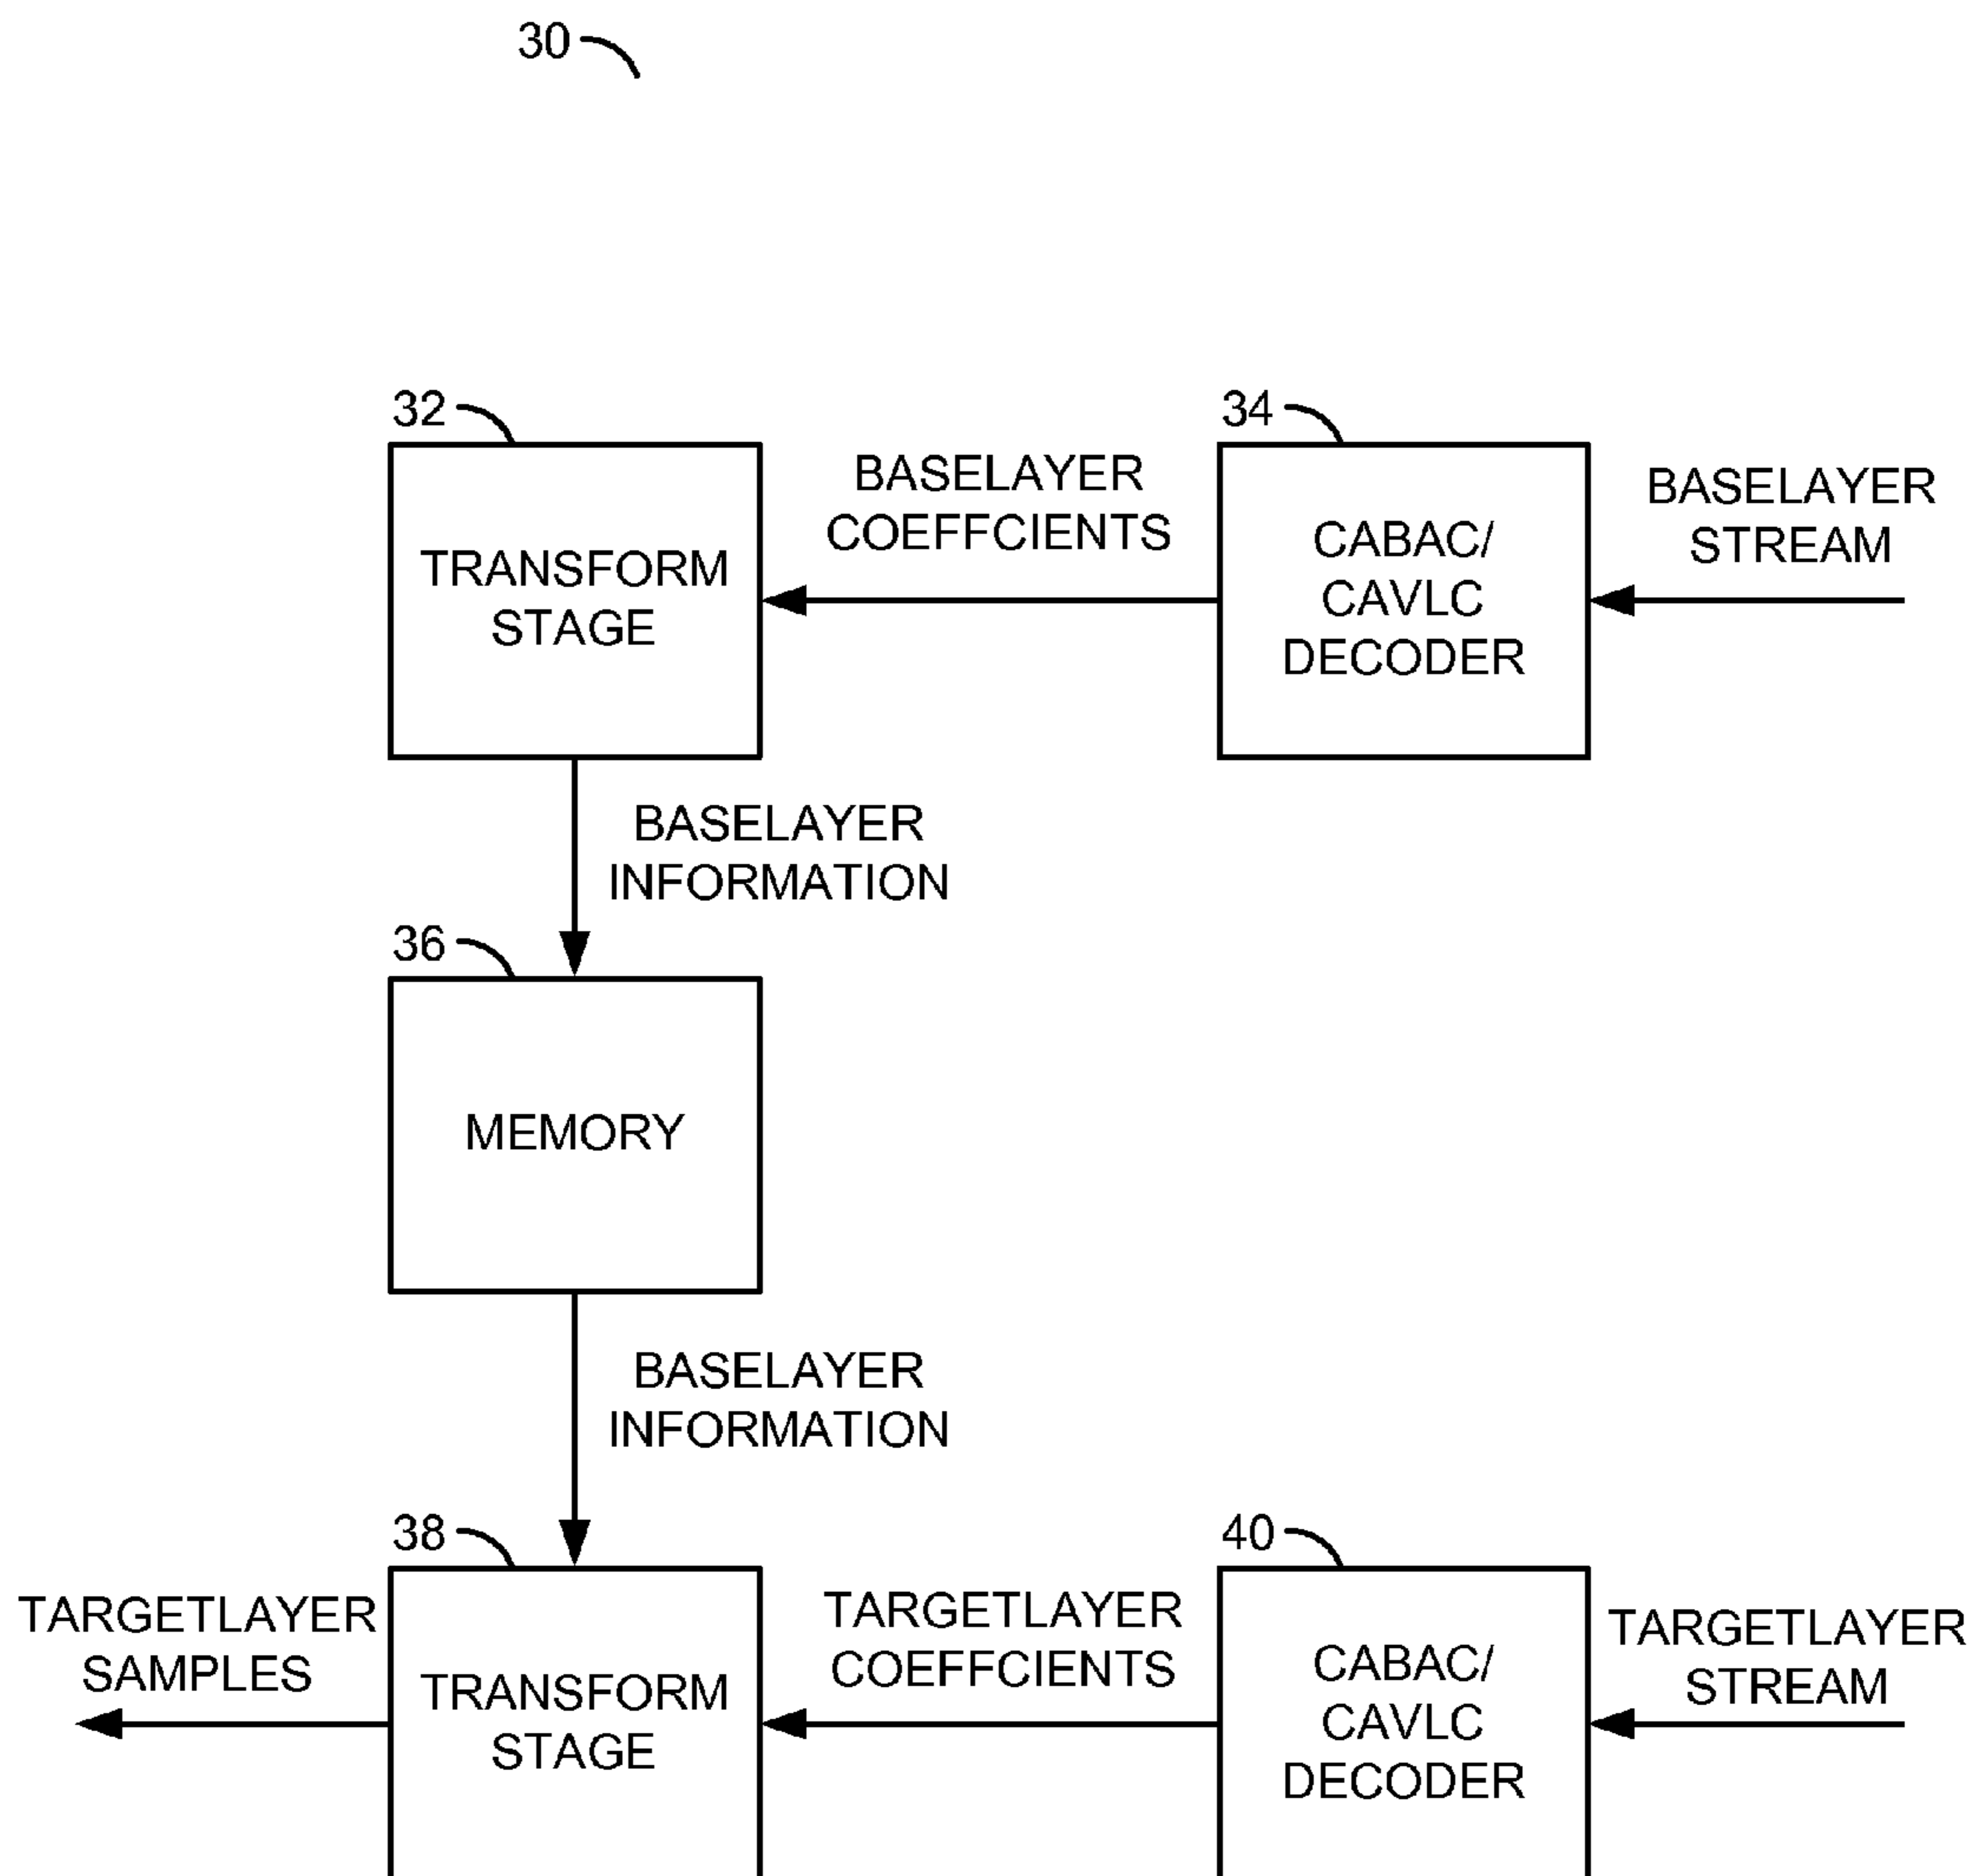 30
32
34
TRANSFORM
STAGE
BASELAYER
COEFFCIENTS
CABAC/
CAVLC
DECODER
BASELAYER
STREAM
BASELAYER
INFORMATION
36
MEMORY
BASELAYER
INFORMATION
38
40
TARGETLAYER
SAMPLES
TRANSFORM
STAGE
TARGETLAYER
COEFFCIENTS
CABAC/
CAVLC
DECODER
TARGETLAYER
STREAM